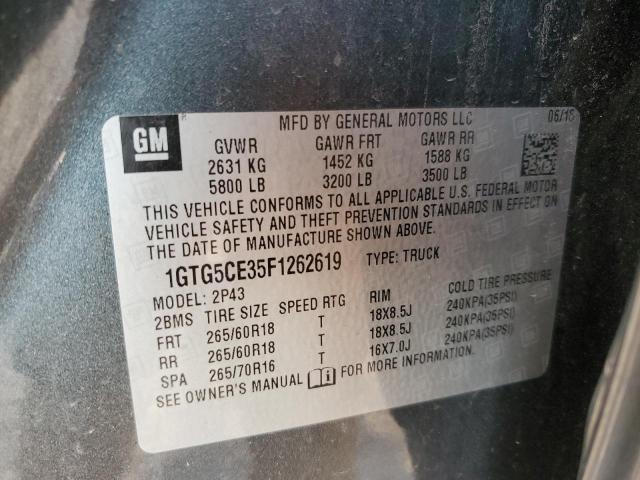 GM
MFD BY GENERAL MOTORS LLC
GVWR GAWR FRT GAWR RR
2631 KG 1452 KG 1588 KG
5800 LB 3200 LB 3500 LB
THIS VEHICLE CONFORMS TO ALL APPLICABLE U.S. FEDERAL MOTOR
VEHICLE SAFETY AND THEFT PREVENTION STANDARDS IN EFFECT ON
THE DATE OF MANUFACTURE SHOWN ABOVE.
1GTG5CE35F1262619 TYPE: TRUCK
MODEL: 2P43
2BMS TIRE SIZE SPEED RTG RIM COLD TIRE PRESSURE
FRT 265/60R18 T 18X8.5J 240KPA(35PSI)
RR 265/60R18 T 18X8.5J 240KPA(35PSI)
SPA 265/70R16 T 16X7.0J 240KPA(35PSI)
SEE OWNER'S MANUAL FOR MORE INFORMATION.